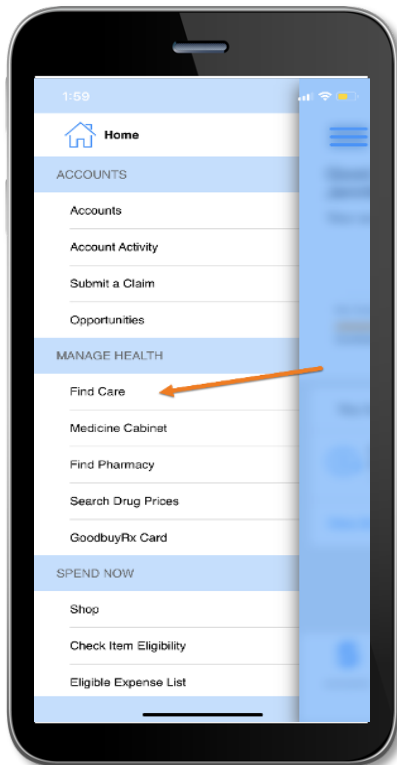 1:59
Home
ACCOUNTS
Accounts
Account Activity
Submit a Claim
Opportunities
MANAGE HEALTH
Find Care
Medicine Cabinet
Find Pharmacy
Search Drug Prices
GoodbuyRx Card
SPEND NOW
Shop
Check Item Eligibility
Eligible Expense List